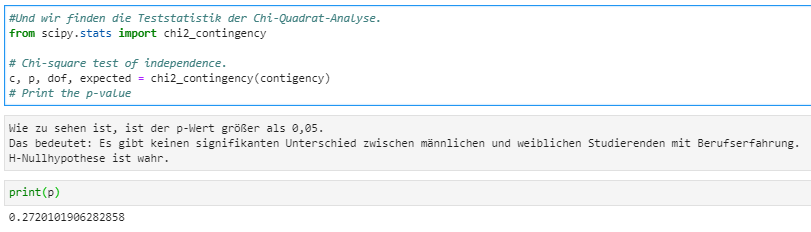 #Und wir finden die Teststatistik der Chi-Quadrat-Analyse.
from scipy.stats import chi2_contingency
# Chi-square test of independence.
c, p, dof, expected = chi2_contingency(contigency)
# Print the p-value
Wie zu sehen ist, ist der p-Wert größer als 0,05.
Das bedeutet: Es gibt keinen signifikanten Unterschied zwischen männlichen und weiblichen Studierenden mit Berufserfahrung.
H-Nullhypothese ist wahr.
print(p)
0.2720101906282858